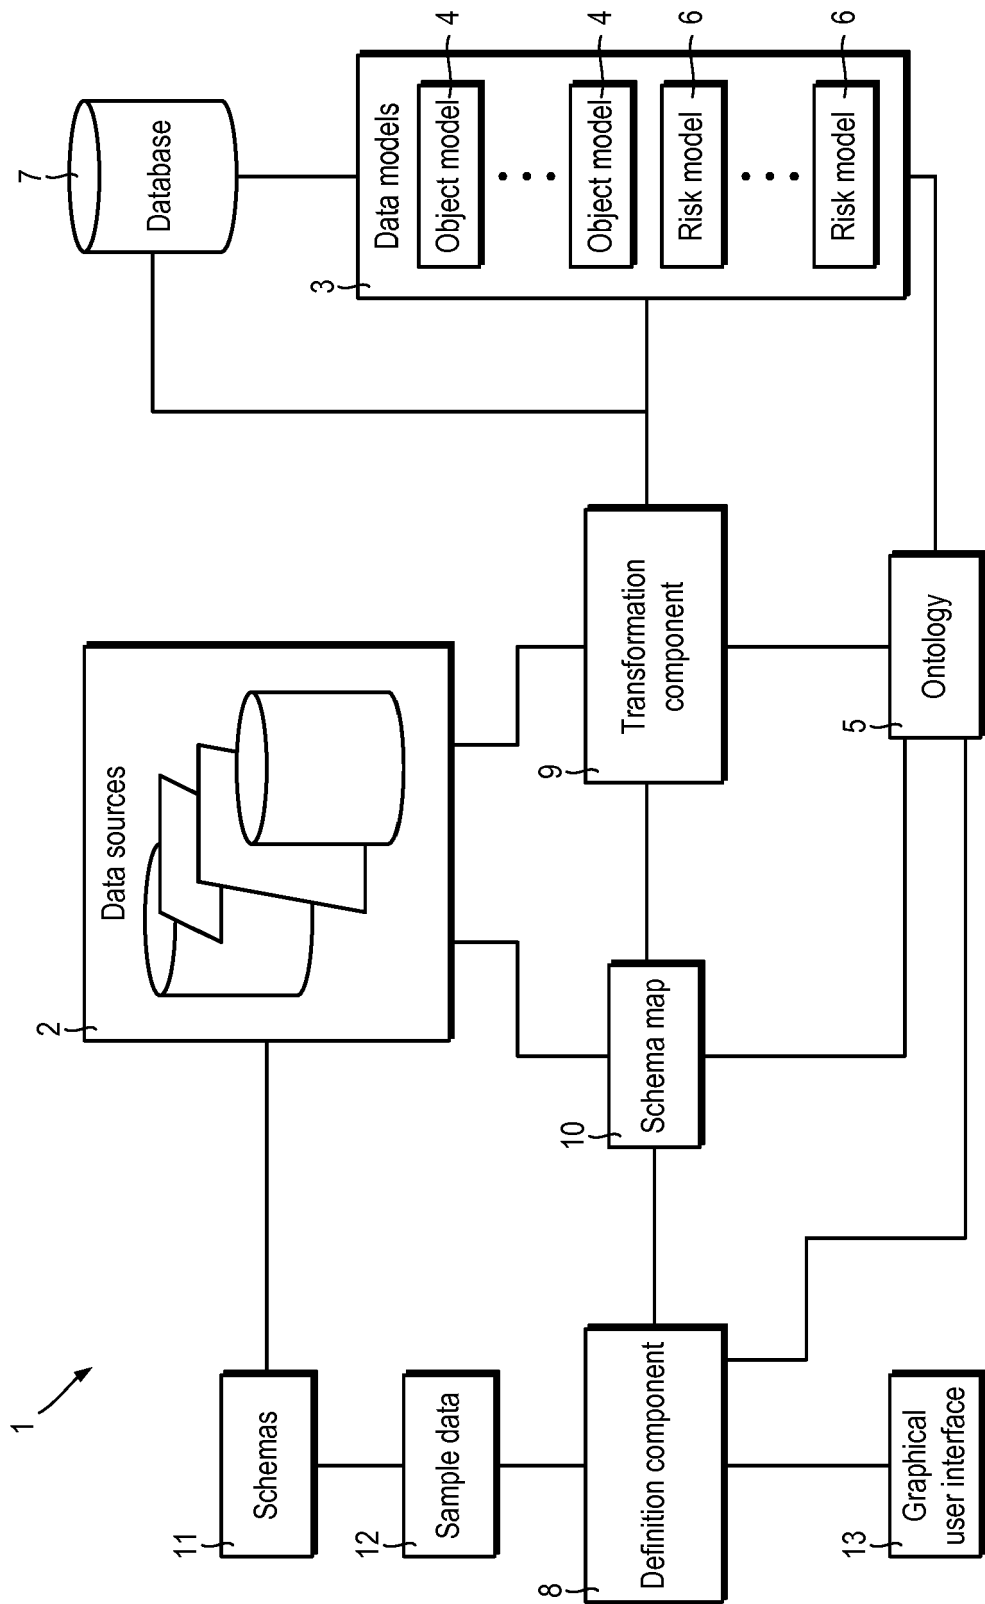 1
11
Schemas
12
Sample data
8
Definition component
13
Graphical
user interface
2
Data sources
10
Schema map
9
Transformation
component
5
Ontology
7
Database
3
Data models
Object model
4
Object model
4
Risk model
6
Risk model
6